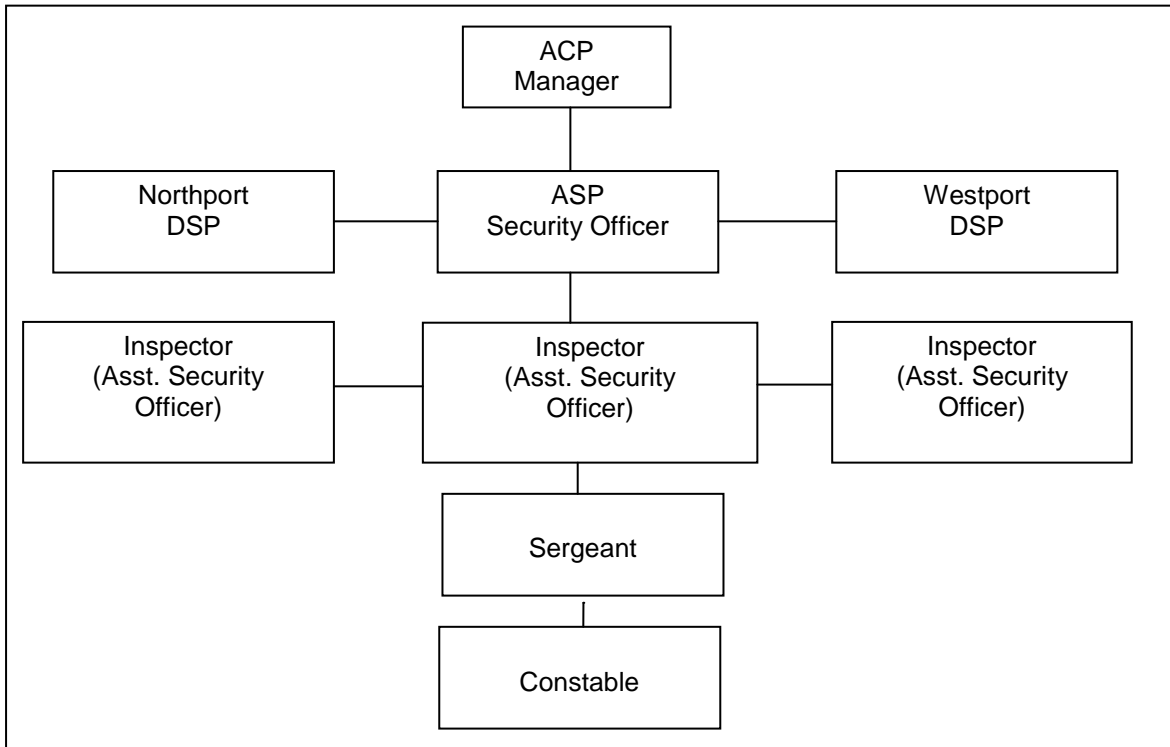 ACP
Manager
Northport
DSP
ASP
Security Officer
Westport
DSP
Inspector
(Asst. Security
Officer)
Inspector
(Asst. Security
Officer)
Inspector
(Asst. Security
Officer)
Sergeant
Constable